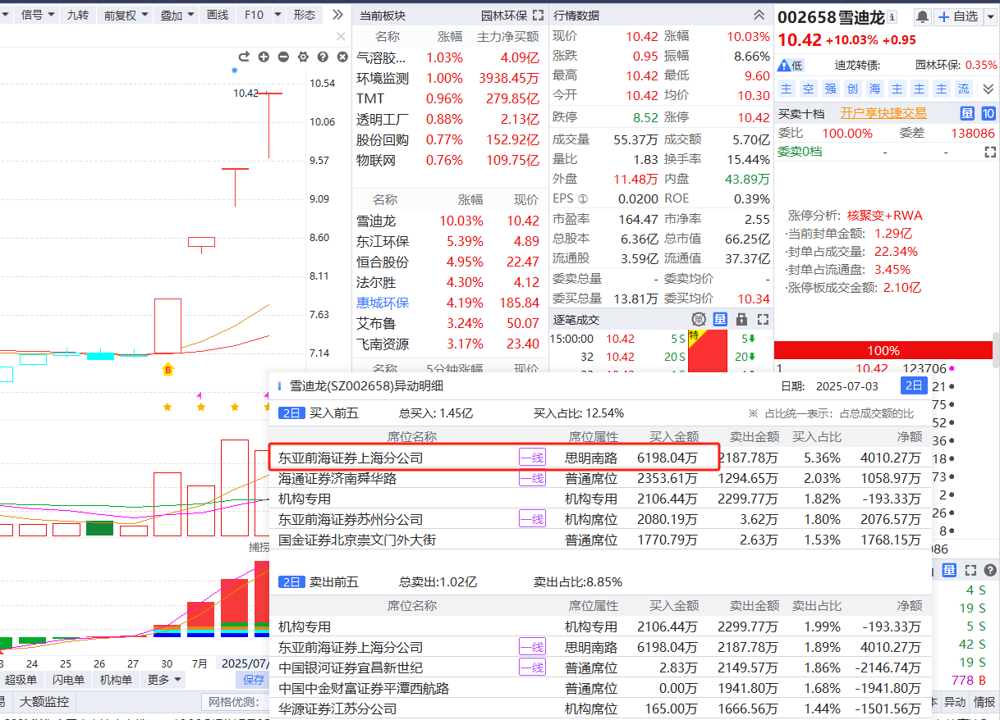 信号 九转 前复权 叠加 画线 F10 形态
10.42
10.54
10.06
9.57
9.09
8.60
8.11
7.63
7.14
B
捕捞
24 25 26 27 30 7月 2025/07/
超级单 闪电单 机构单 更多 保存
大额监控 网格优测:
当前板块 园林环保
名称 涨幅 主力净买额
气溶胶... 1.03% 4.09亿
环境监测 1.00% 3938.45万
TMT 0.96% 279.85亿
透明工厂 0.88% 2.13亿
股份回购 0.77% 152.92亿
物联网 0.76% 109.75亿
名称 涨幅 现价
雪迪龙 10.03% 10.42
东江环保 5.39% 4.89
恒合股份 4.95% 22.47
法尔胜 4.30% 4.12
惠城环保 4.19% 185.84
艾布鲁 3.24% 50.07
飞南资源 3.17% 23.40
名称 5分钟涨幅 现价
行情数据
现价 10.42 涨幅 10.03%
涨跌 0.95 振幅 8.66%
最高 10.42 最低 9.60
今开 10.42 均价 10.30
跌停 8.52 涨停 10.42
成交量 55.37万 成交额 5.70亿
量比 1.83 换手率 15.44%
外盘 11.48万 内盘 43.89万
EPS ① 0.0200 ROE 0.39%
市盈率 164.47 市净率 2.55
总股本 6.36亿 总市值 66.25亿
流通股 3.59亿 流通值 37.37亿
委卖总量 - 委卖均价 -
委买总量 13.81万 委买均价 10.34
逐笔成交 单 量
15:00:00 10.42 5 S 特 5
32 10.42 20 S 20
002658 雪迪龙 自选
10.42 +10.03% +0.95
低 迪龙转债: 园林环保: 0.35%
主 空 强 创 海 主 主 主 流
买卖十档 开户享快捷交易 量 10
委比 100.00% 委差 138086
委卖0档 - -
涨停分析: 核聚变+RWA
·当前封单金额: 1.29亿
·封单占成交量: 22.34%
·封单占流通盘: 3.45%
·涨停板成交金额: 2.10亿
100%
1 10.42 123706
21
75
52
36
18
73
2
26
8
086
量
4 S
19 S
5 S
42 S
19 S
778 B
异动 情报
雪迪龙(SZ002658)异动明细 日期: 2025-07-03 2日
2日 买入前五 总买入: 1.45亿 买入占比: 12.54% ※ 占比统一表示: 占总成交额的比
席位名称 席位属性 买入金额 卖出金额 买入占比 净额
东亚前海证券上海分公司 一线 思明南路 6198.04万 2187.78万 5.36% 4010.27万
海通证券济南舜华路 一线 普通席位 2353.61万 1294.65万 2.03% 1058.97万
机构专用 机构专用 2106.44万 2299.77万 1.82% -193.33万
东亚前海证券苏州分公司 一线 机构席位 2080.19万 3.62万 1.80% 2076.57万
国金证券北京崇文门外大街 普通席位 1770.79万 2.63万 1.53% 1768.15万
2日 卖出前五 总卖出:1.02亿 卖出占比:8.85%
席位名称 席位属性 买入金额 卖出金额 卖出占比 净额
机构专用 机构专用 2106.44万 2299.77万 1.99% -193.33万
东亚前海证券上海分公司 一线 思明南路 6198.04万 2187.78万 1.89% 4010.27万
中国银河证券宜昌新世纪 一线 普通席位 2.83万 2149.57万 1.86% -2146.74万
中国中金财富证券平潭西航路 普通席位 0.00万 1941.80万 1.68% -1941.80万
华源证券江苏分公司 机构席位 165.00万 1666.56万 1.44% -1501.56万